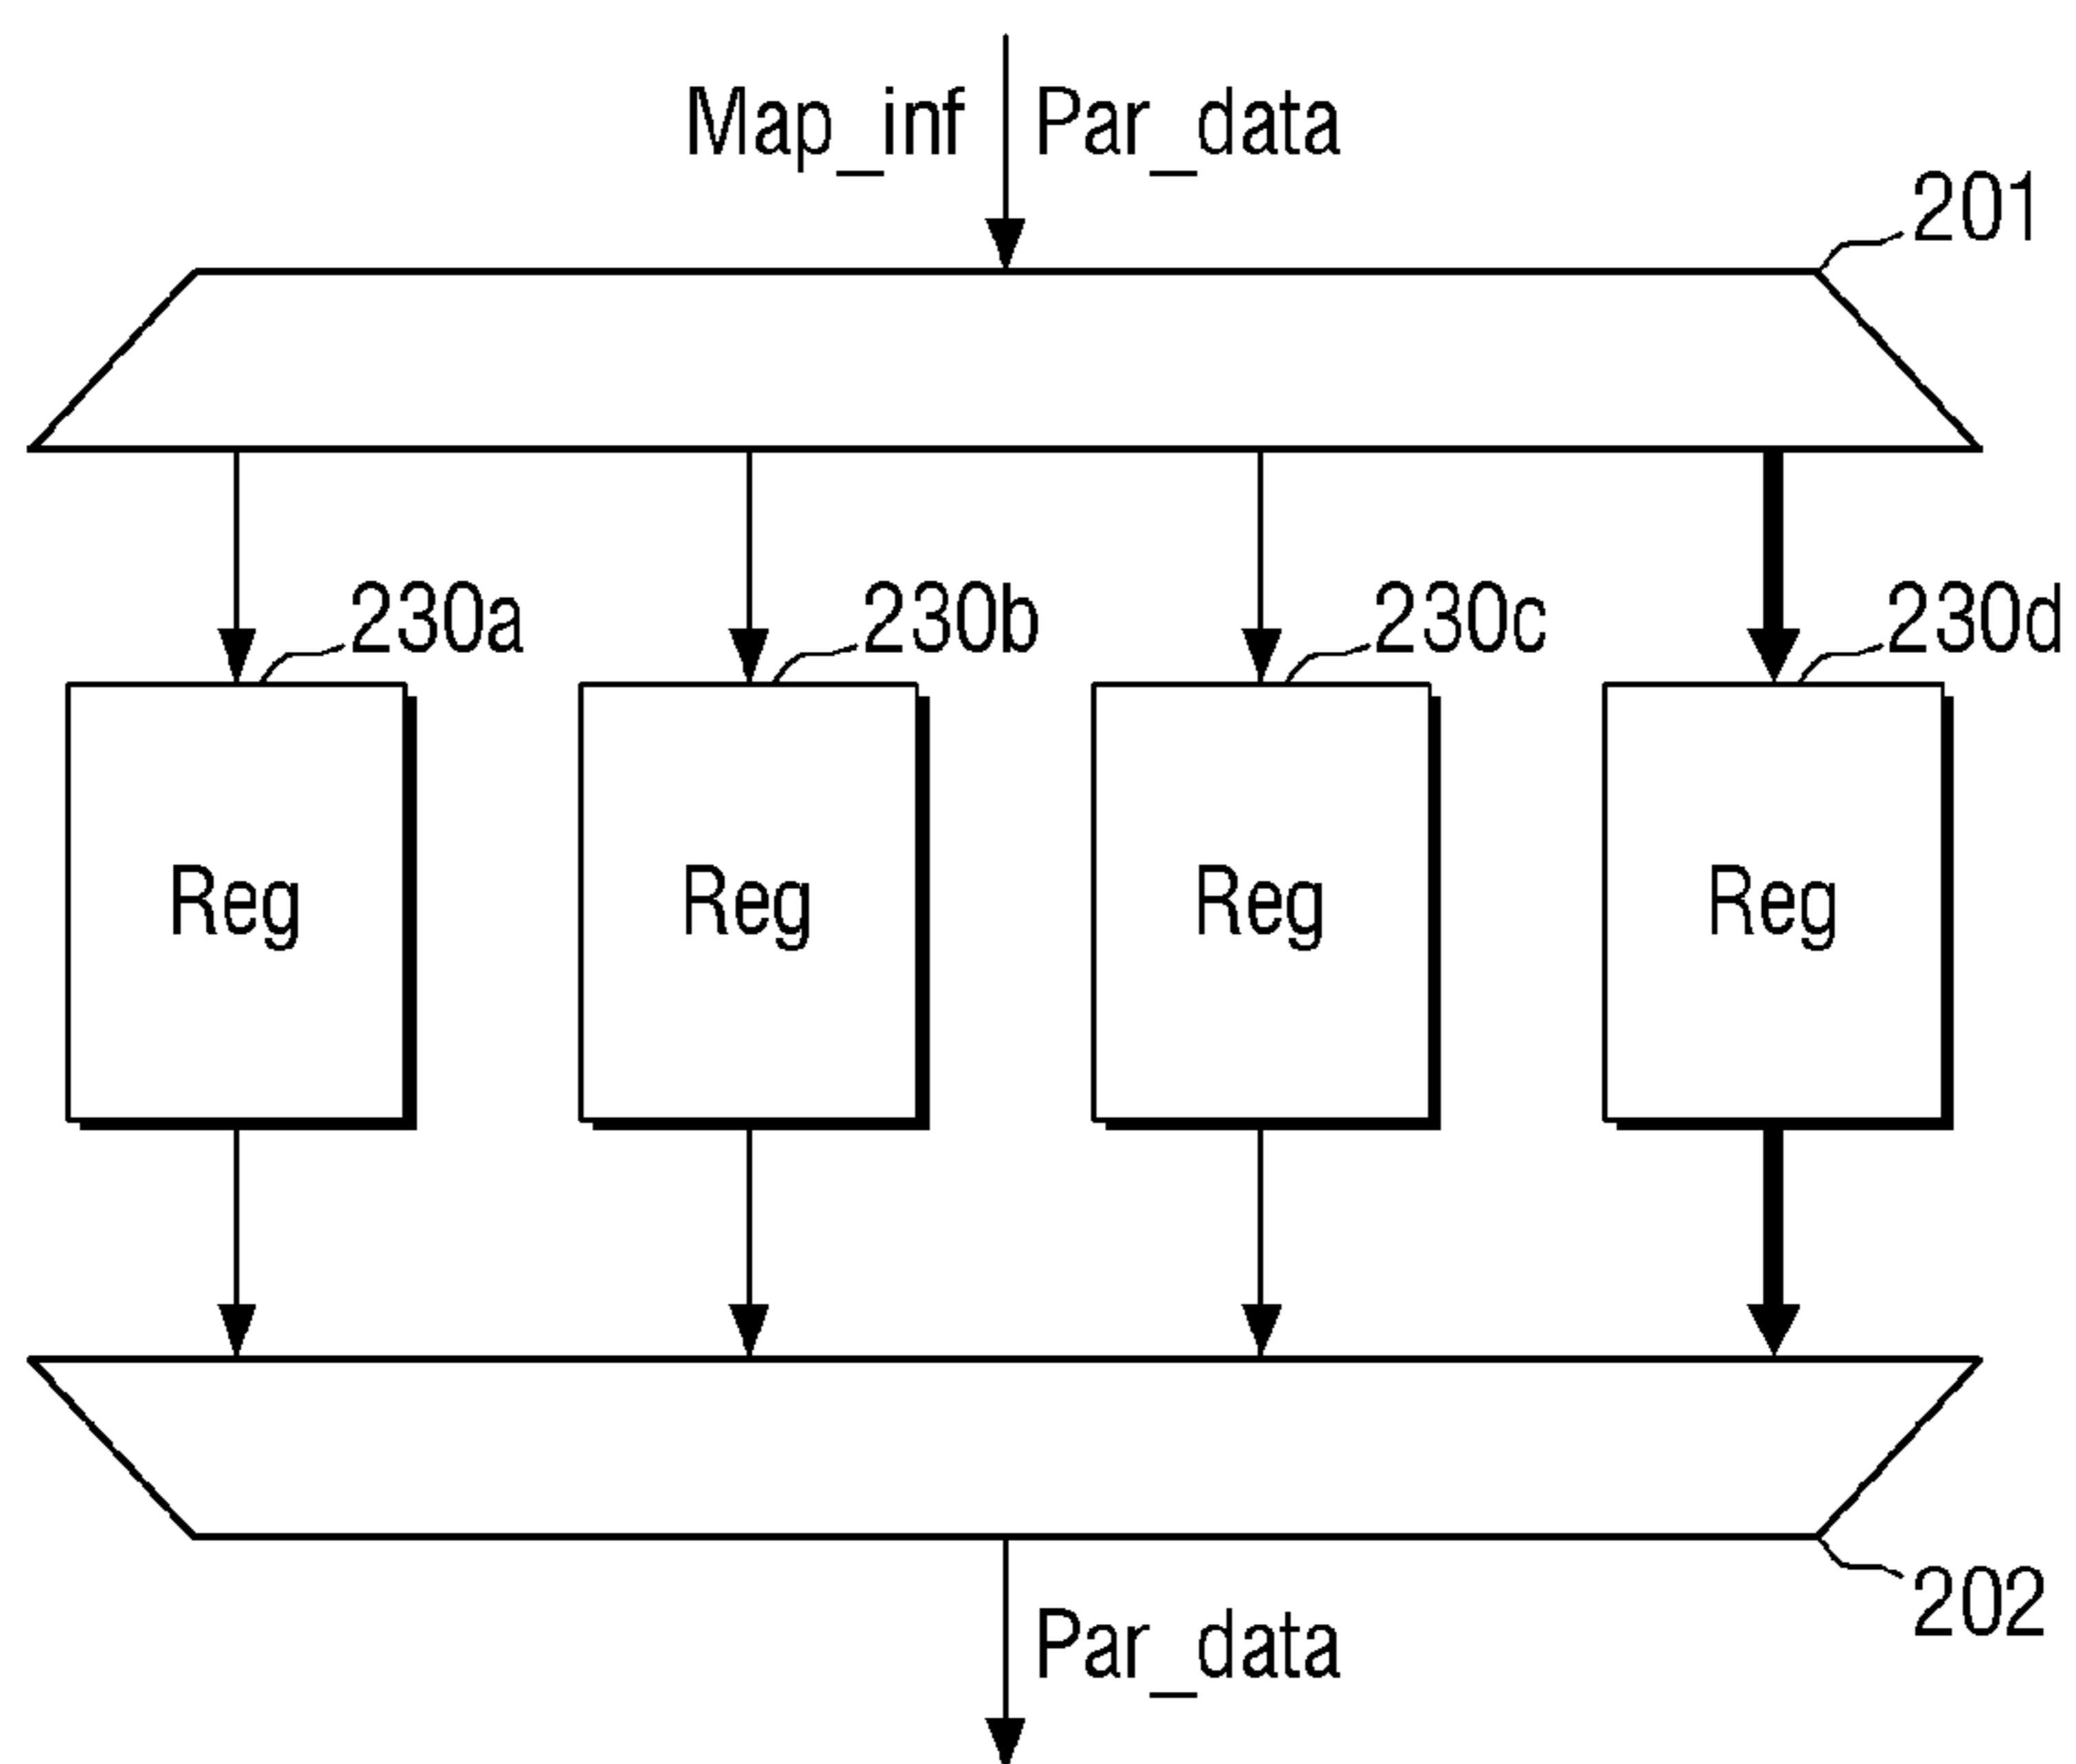 Map_inf Par_data
201
230a 230b 230c 230d
Reg Reg Reg Reg
202
Par_data